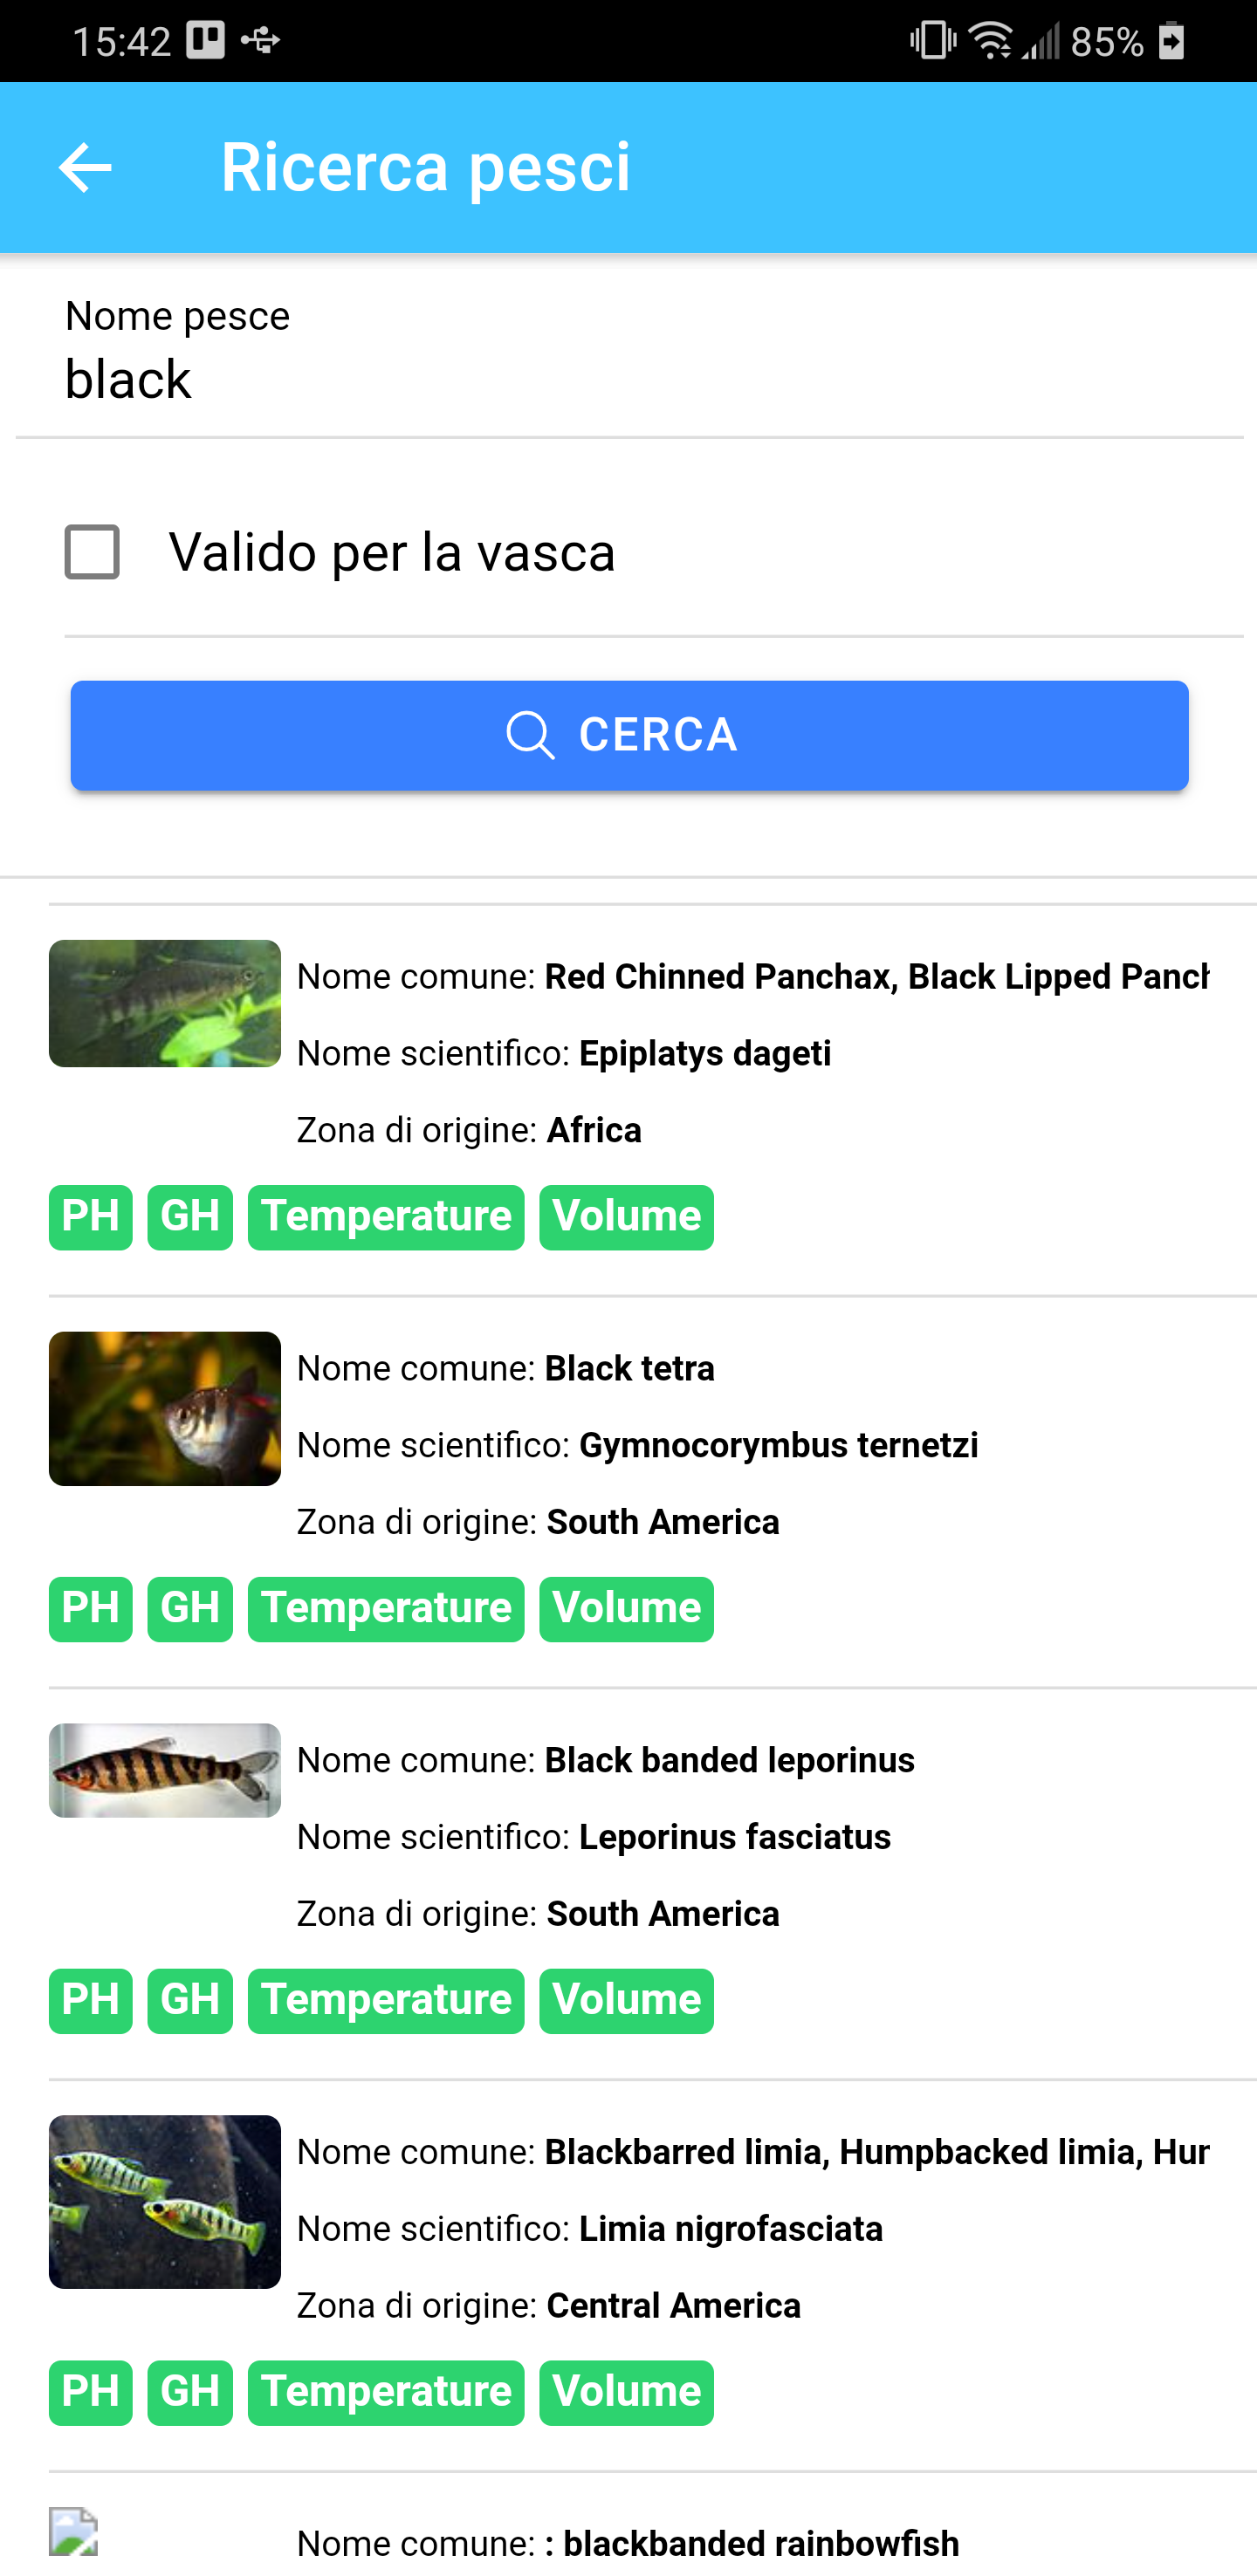 15:42 85%
Ricerca pesci
Nome pesce
black
Valido per la vasca
CERCA
Nome comune: Red Chinned Panchax, Black Lipped Panch
Nome scientifico: Epiplatys dageti
Zona di origine: Africa
PH GH Temperature Volume
Nome comune: Black tetra
Nome scientifico: Gymnocorymbus ternetzi
Zona di origine: South America
PH GH Temperature Volume
Nome comune: Black banded leporinus
Nome scientifico: Leporinus fasciatus
Zona di origine: South America
PH GH Temperature Volume
Nome comune: Blackbarred limia, Humpbacked limia,
Nome scientifico: Limia nigrofasciata
Zona di origine: Central America
PH GH Temperature Volume
Nome comune: : blackbanded rainbowfish